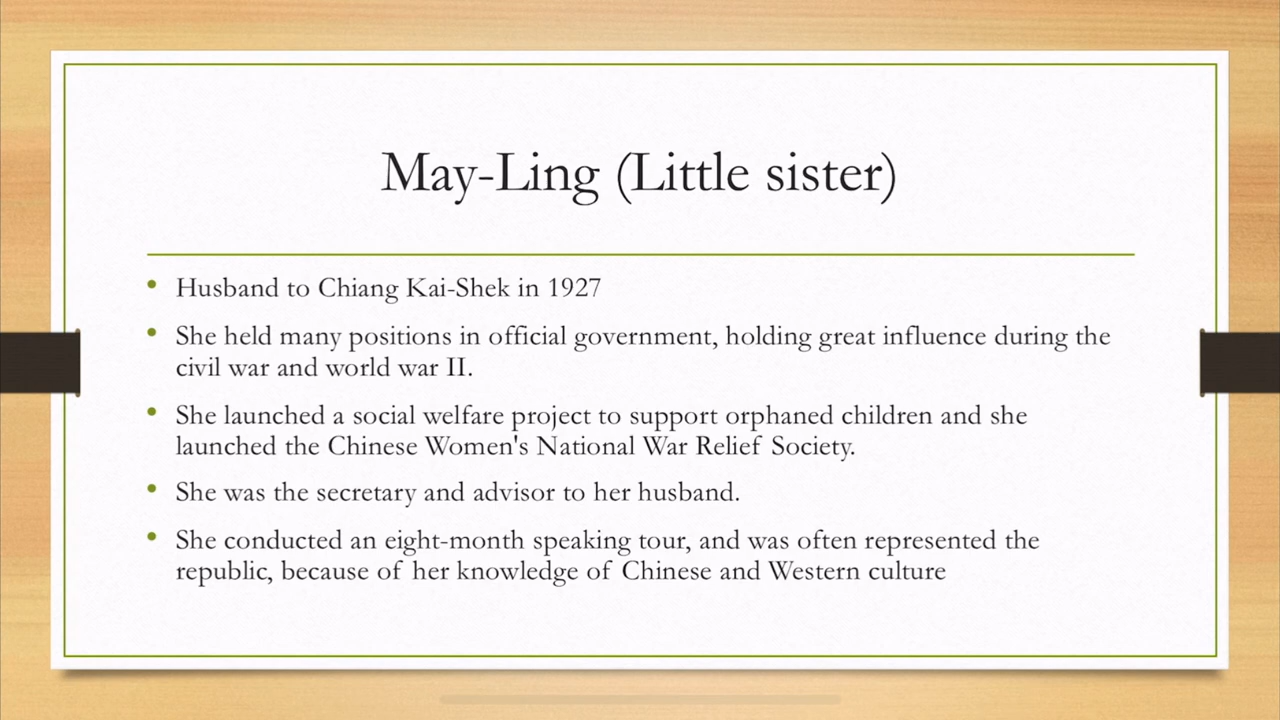 May-Ling (Little sister)
• Husband to Chiang Kai-Shek in 1927
• She held many positions in official government, holding great influence during the
civil war and world war II.
• She launched a social welfare project to support orphaned children and she
launched the Chinese Women's National War Relief Society.
• She was the secretary and advisor to her husband.
• She conducted an eight-month speaking tour, and was often represented the
republic, because of her knowledge of Chinese and Western culture